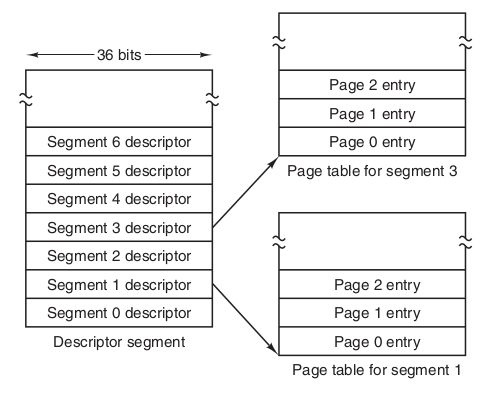 36 bits
Segment 6 descriptor
Segment 5 descriptor
Segment 4 descriptor
Segment 3 descriptor
Segment 2 descriptor
Segment 1 descriptor
Segment 0 descriptor
Descriptor segment
Page 2 entry
Page 1 entry
Page 0 entry
Page table for segment 3
Page 2 entry
Page 1 entry
Page 0 entry
Page table for segment 1